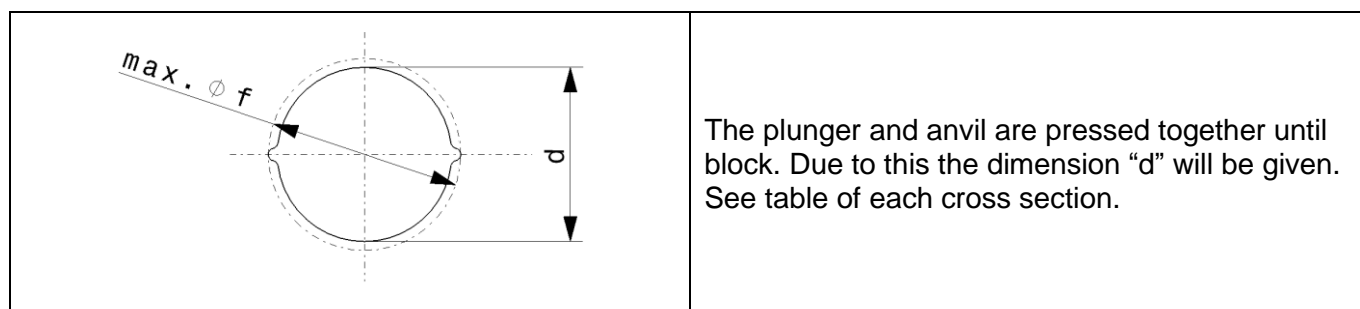 max. ∅ f
d
The plunger and anvil are pressed together until
block. Due to this the dimension “d” will be given.
See table of each cross section.